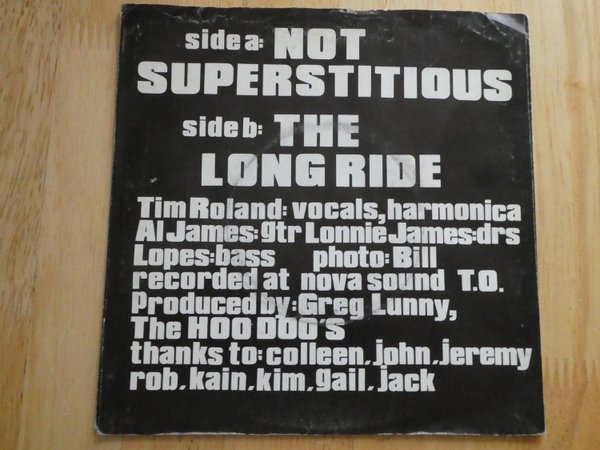 side a: NOT
SUPERSTITIOUS
side b: THE
LONG RIDE
Tim Roland: vocals, harmonica
Al James: gtr Lonnie James: drs
Lopes: bass photo: Bill
recorded at nova sound T.O.
Produced by: Greg Lunny,
The HOO DOO'S
thanks to: colleen, john, jeremy
rob, kain, kim, gail, jack